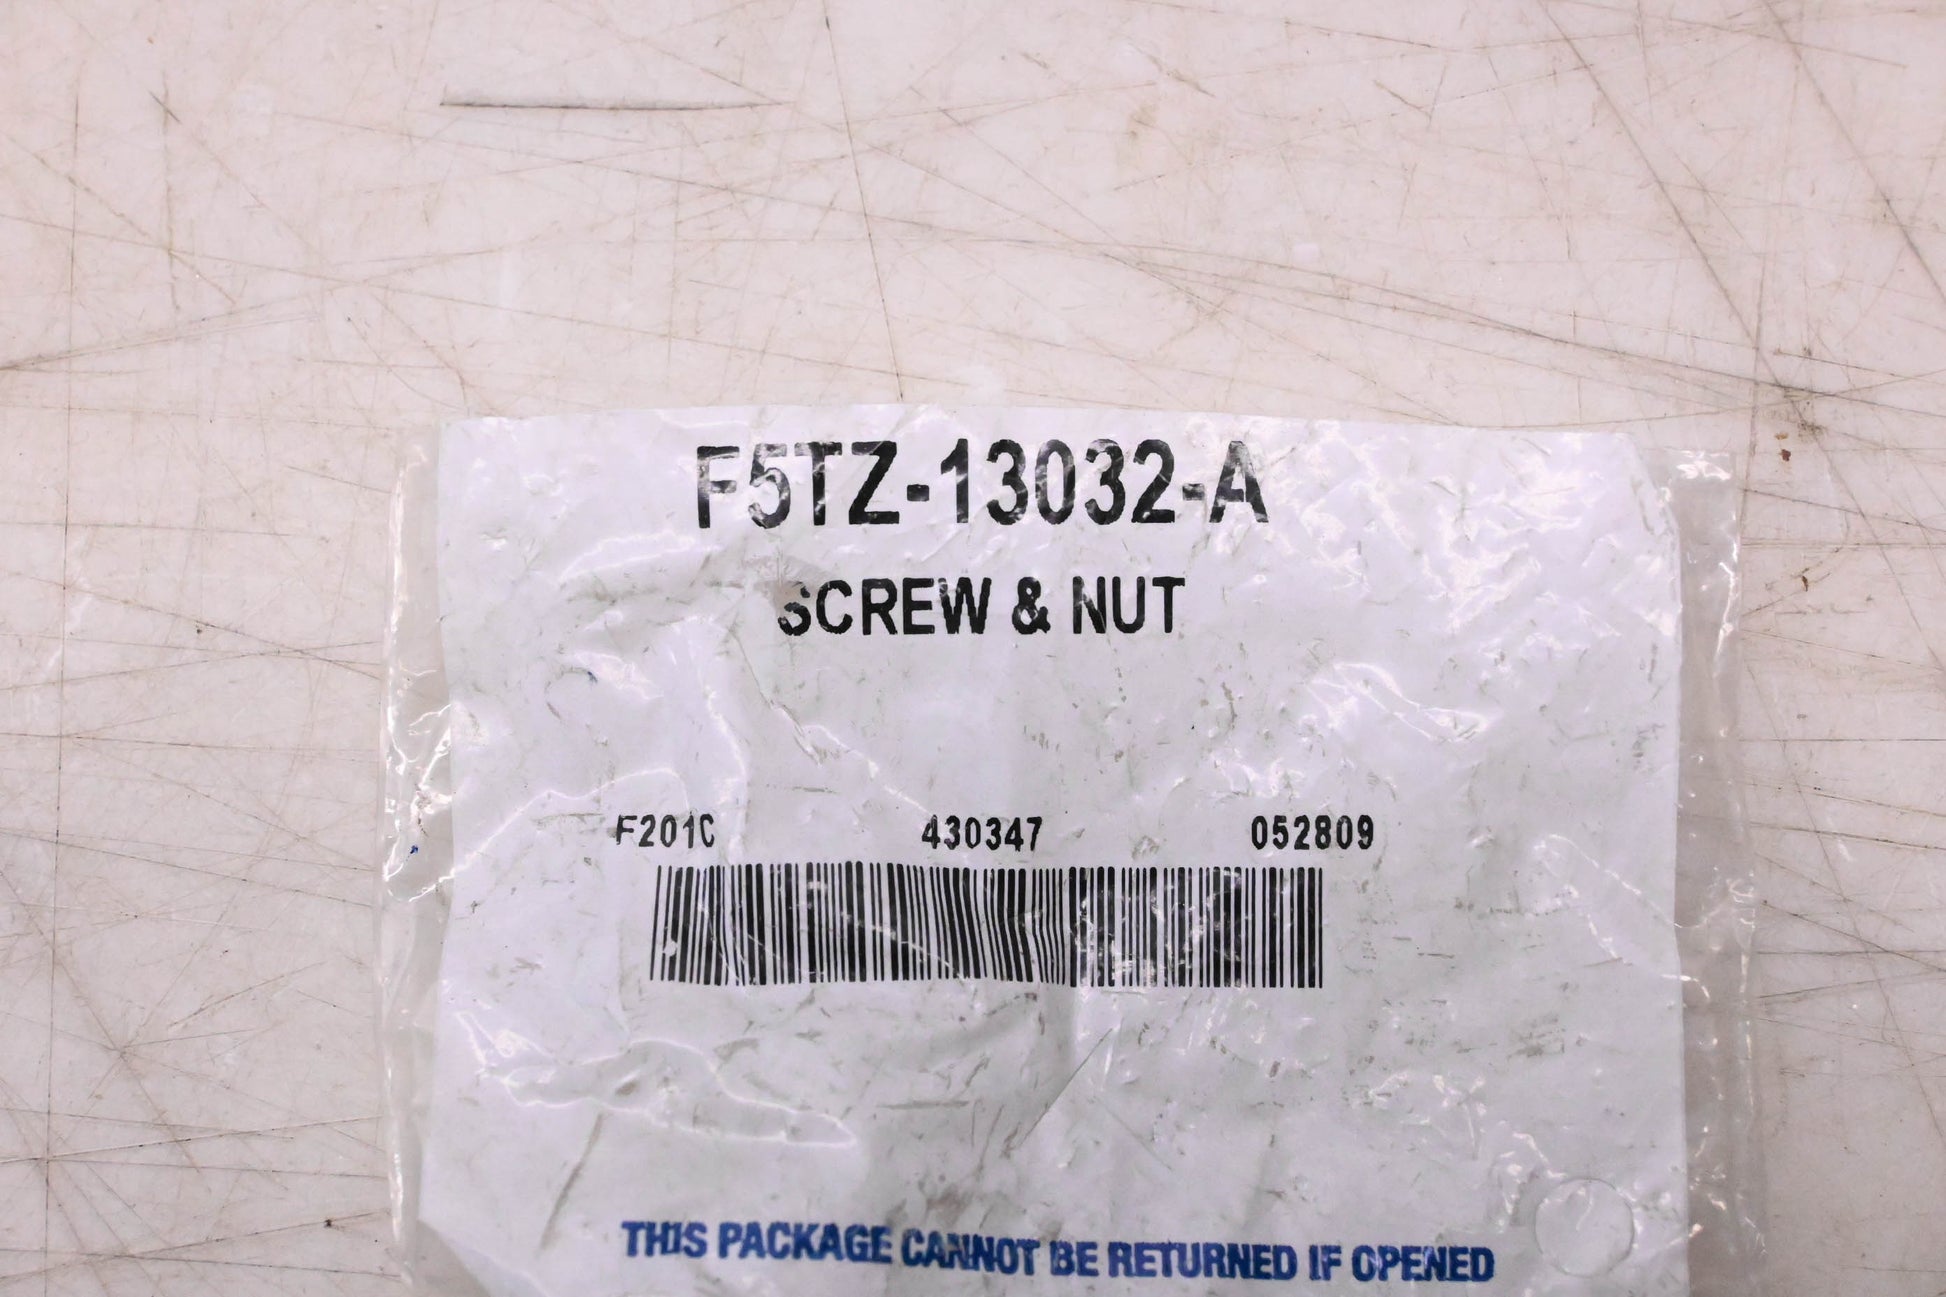 F5TZ-13032-A
SCREW & NUT
F201C 430347 052809
THIS PACKAGE CANNOT BE RETURNED IF OPENED